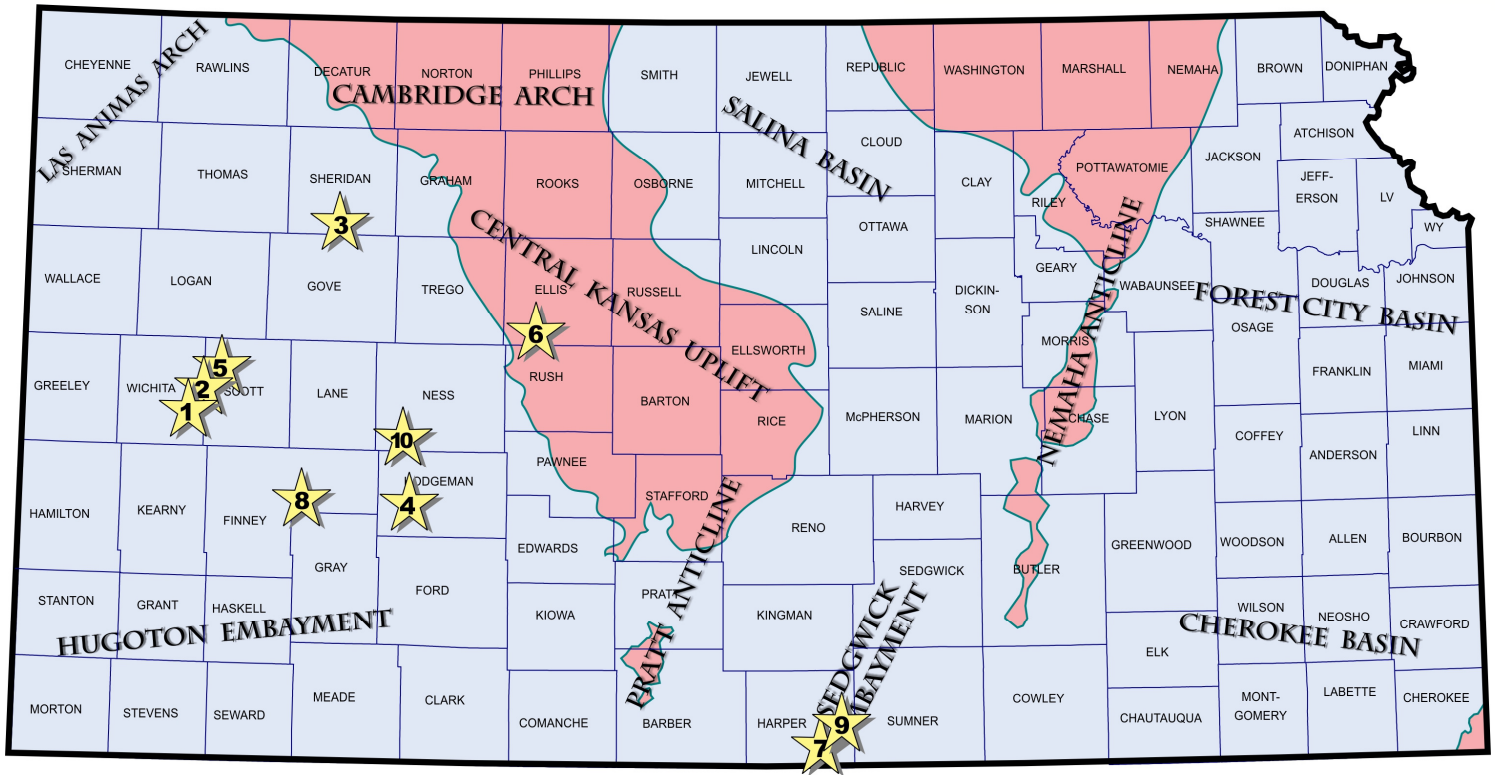 CHEYENNE
RAWLINS
DECATUR
NORTON
PHILLIPS
SMITH
JEWELL
REPUBLIC
WASHINGTON
MARSHALL
NEMAHA
BROWN
DONIPHAN
LAS ANIMAS ARCH
CAMBRIDGE ARCH
SALINA BASIN
CLOUD
ATCHISON
SHERMAN
THOMAS
SHERIDAN
GRAHAM
ROOKS
OSBORNE
MITCHELL
CLAY
RILEY
POTTAWATOMIE
JACKSON
JEFF-
ERSON
LV
WY
3
CENTRAL KANSAS UPLIFT
OTTAWA
LINCOLN
SHAWNEE
NEMAHA ANTICLINE
WALLACE
LOGAN
GOVE
TREGO
ELLIS
RUSSELL
SALINE
DICKIN-
SON
GEARY
WABAUNSEE
DOUGLAS
JOHNSON
FOREST CITY BASIN
OSAGE
6
ELLSWORTH
MORRIS
5
2
1
GREELEY
WICHITA
SCOTT
LANE
NESS
RUSH
BARTON
RICE
McPHERSON
MARION
CHASE
LYON
FRANKLIN
MIAMI
COFFEY
ANDERSON
LINN
10
PAWNEE
HODGEMAN
8
4
STAFFORD
PRATT ANTICLINE
HAMILTON
KEARNY
FINNEY
GRAY
EDWARDS
RENO
HARVEY
SEDGWICK
BUTLER
GREENWOOD
WOODSON
ALLEN
BOURBON
STANTON
GRANT
HASKELL
FORD
KIOWA
PRATT
KINGMAN
SEDGWICK
EMBAYMENT
WILSON
NEOSHO
CRAWFORD
HUGOTON EMBAYMENT
CHEROKEE BASIN
ELK
MORTON
STEVENS
SEWARD
MEADE
CLARK
COMANCHE
BARBER
HARPER
9
7
SUMNER
COWLEY
CHAUTAUQUA
MONT-
GOMERY
LABETTE
CHEROKEE